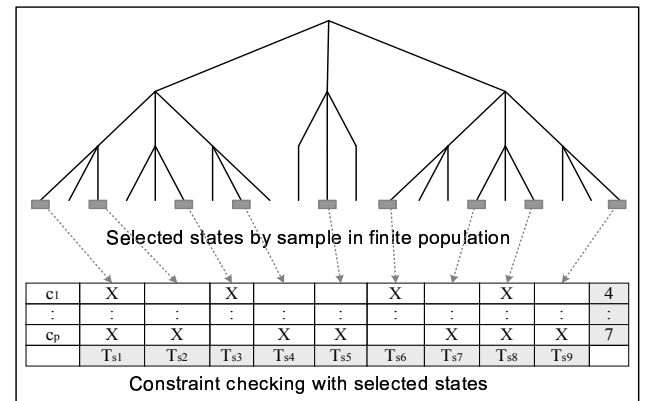 Selected states by sample in finite population
c1 X X X X 4
: : : : : : : : : : :
cp X X X X X X X 7
Ts1 Ts2 Ts3 Ts4 Ts5 Ts6 Ts7 Ts8 Ts9
Constraint checking with selected states